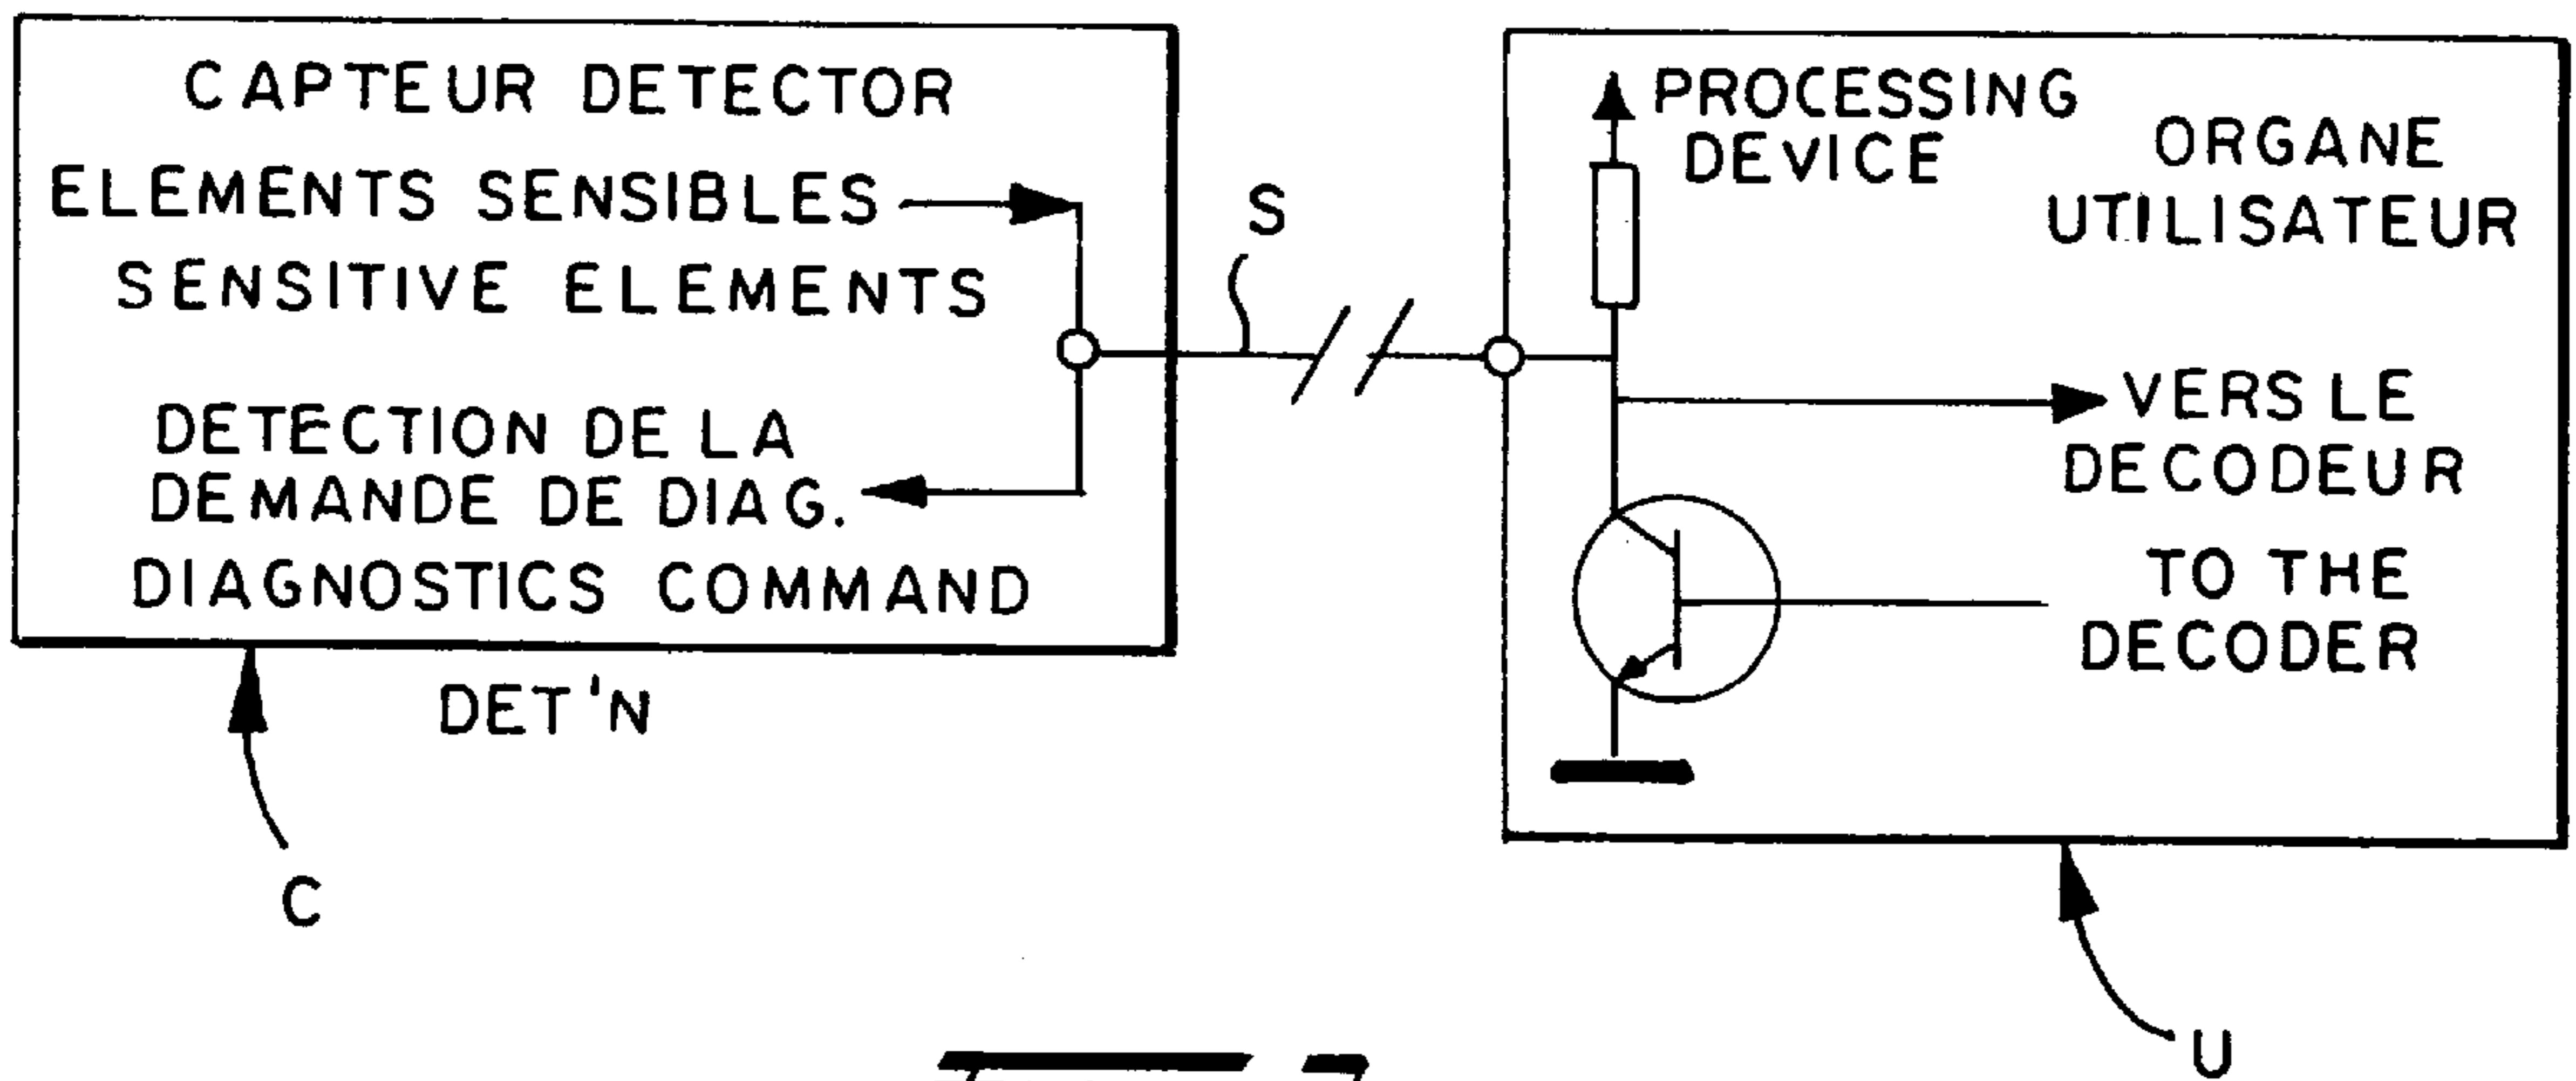 CAPTEUR DETECTOR
ELEMENTS SENSIBLES
SENSITIVE ELEMENTS
DETECTION DE LA
DEMANDE DE DIAG.
DIAGNOSTICS COMMAND
DET'N
C
S
PROCESSING
DEVICE
ORGANE
UTILISATEUR
VERS LE
DECODEUR
TO THE
DECODER
U